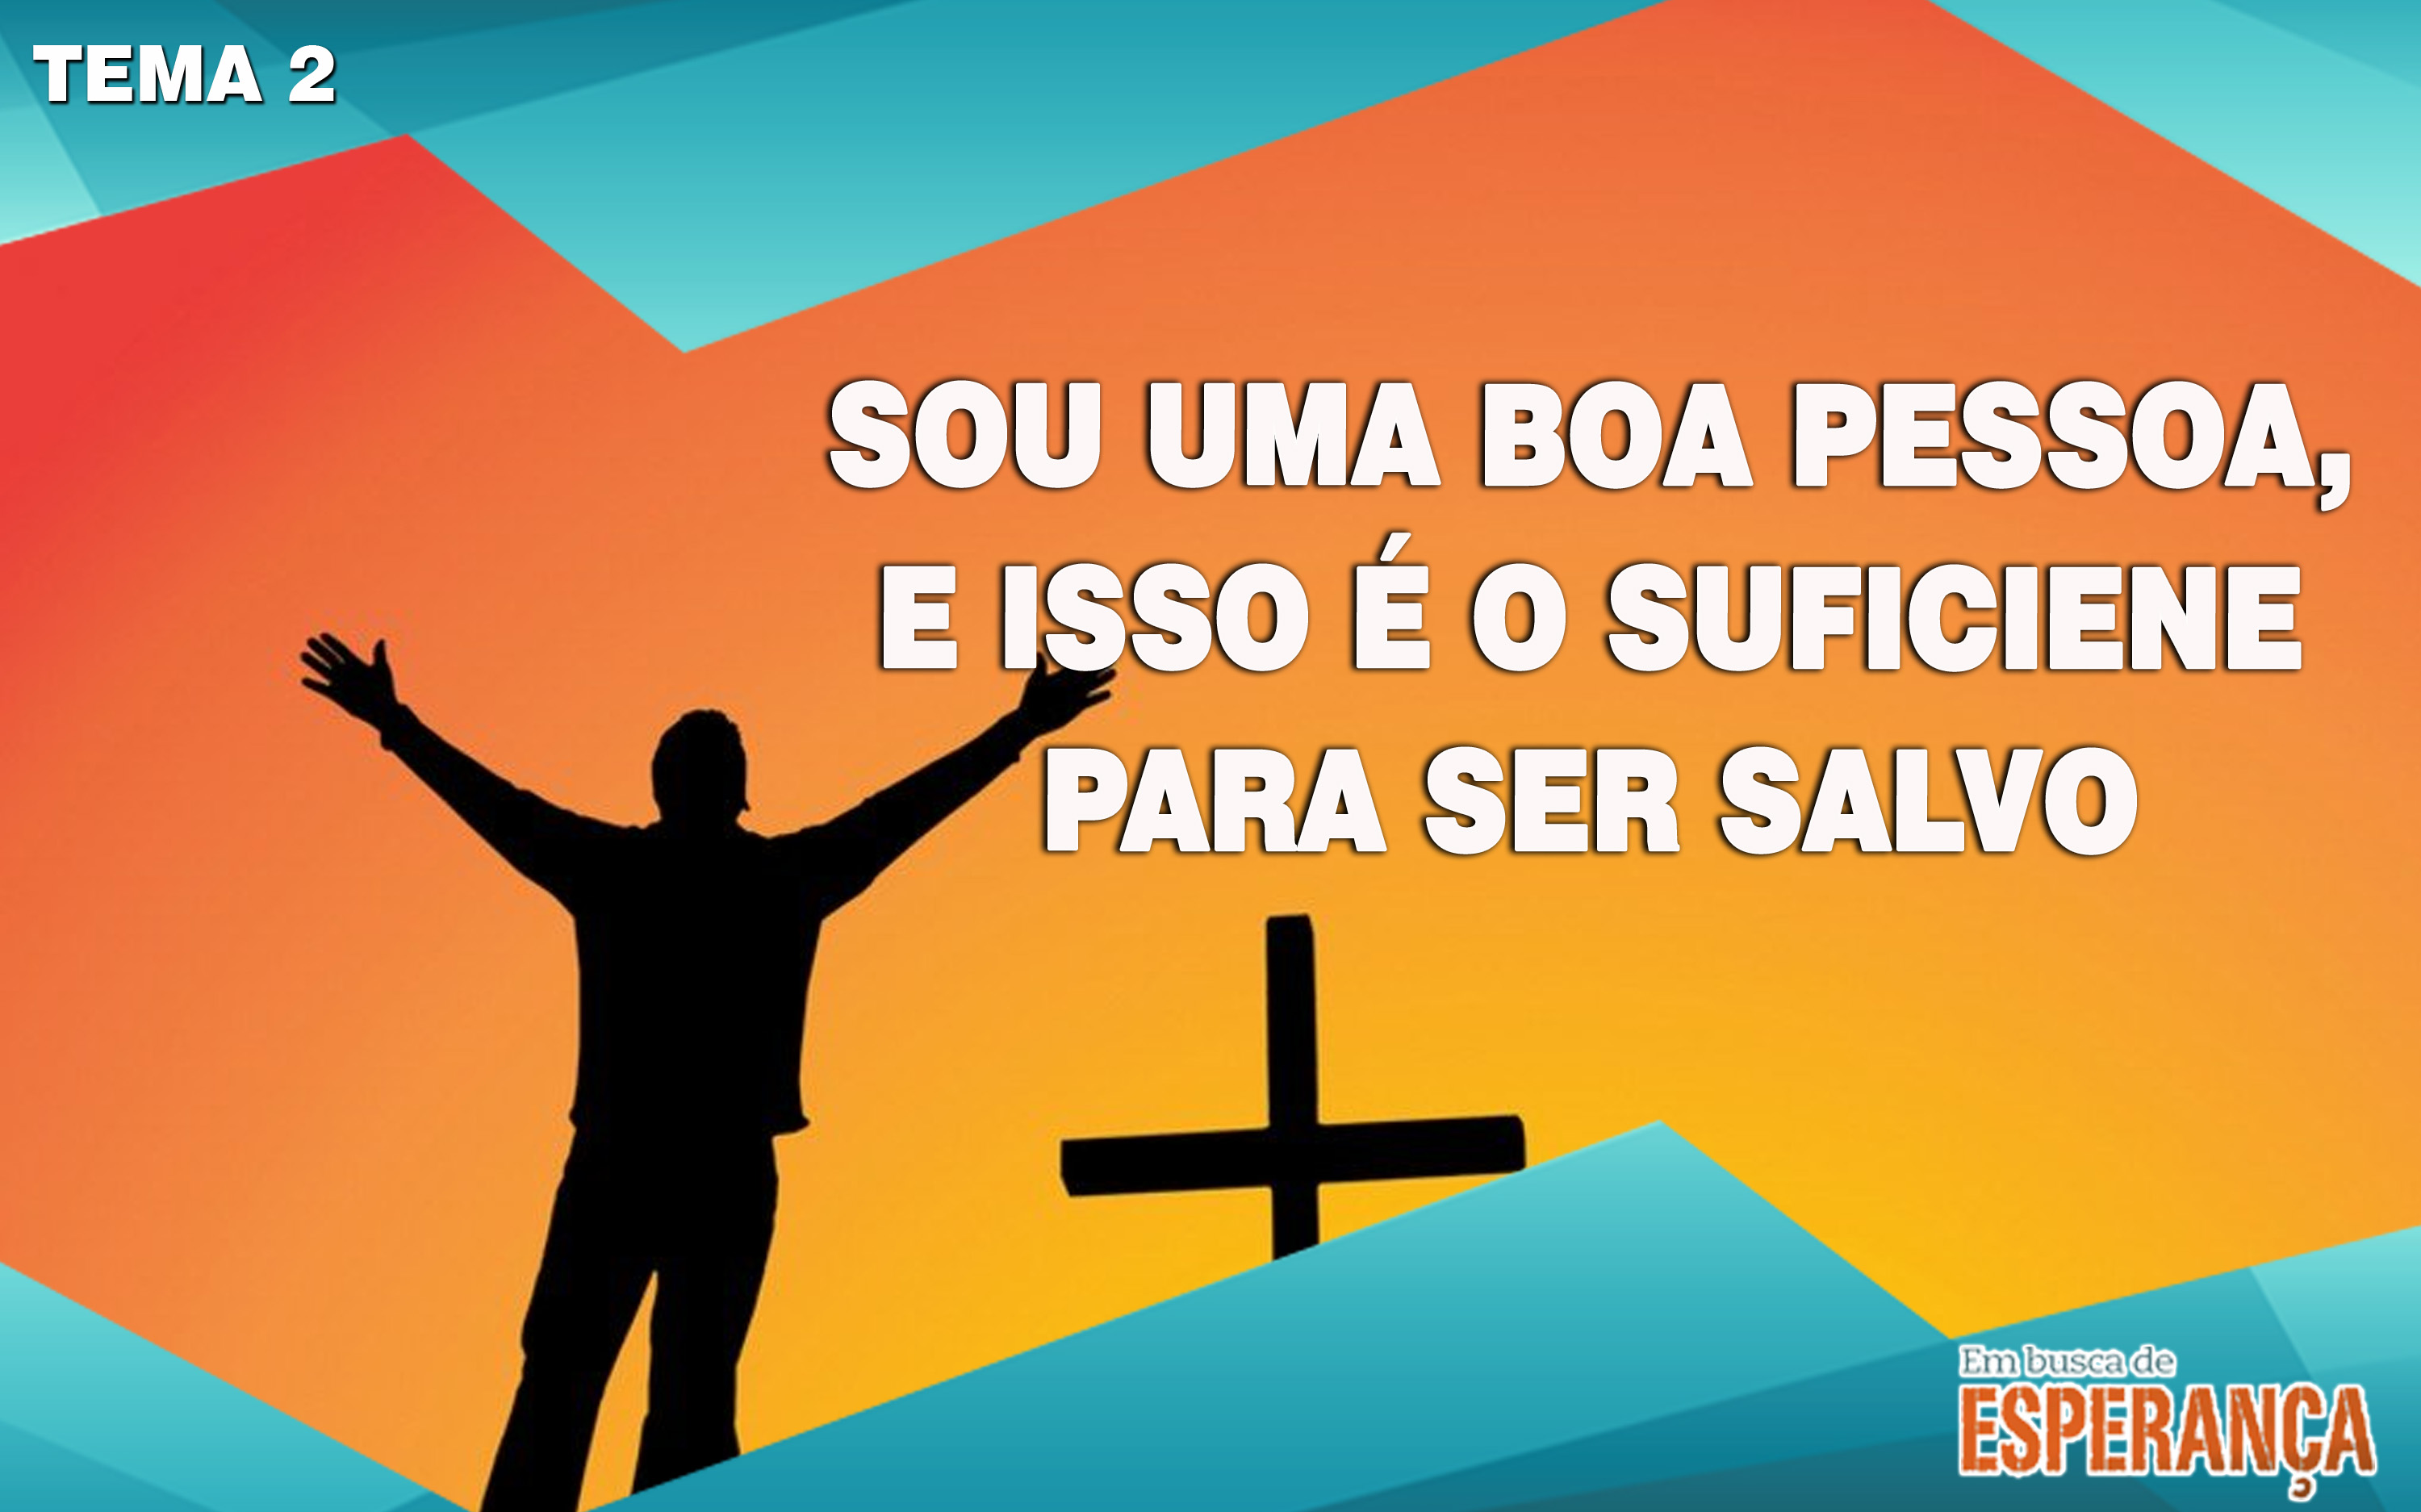 TEMA 2
SOU UMA BOA PESSOA,
E ISSO É O SUFICIENE
PARA SER SALVO
Em busca de
ESPERANÇA